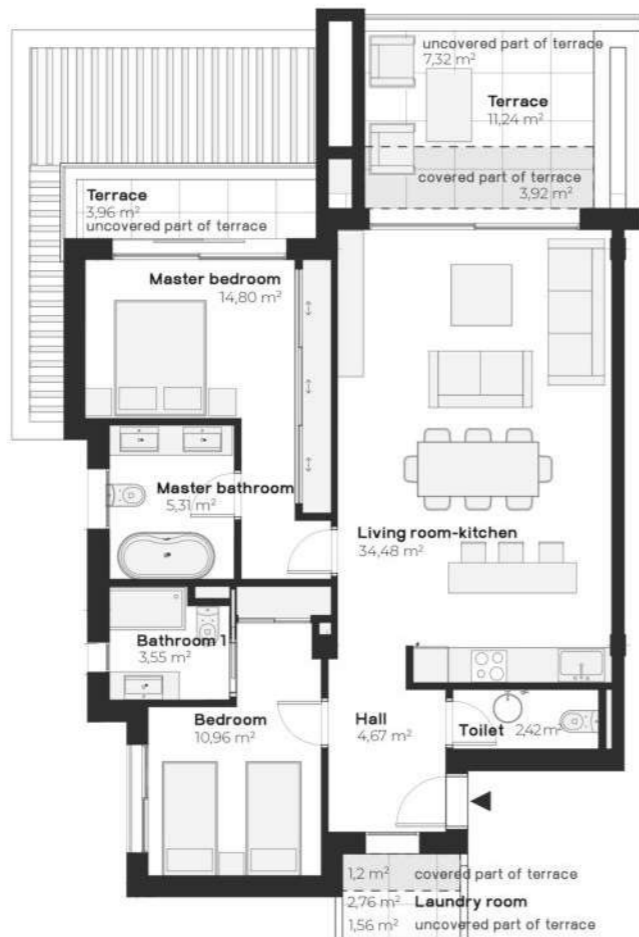 uncovered part of terrace
7,32 m²
Terrace
11,24 m²
covered part of terrace
3,92 m²
Terrace
3,96 m²
uncovered part of terrace
Master bedroom
14,80 m²
Master bathroom
5,31 m²
Living room-kitchen
34,48 m²
Bathroom 1
3,55 m²
Bedroom
10,96 m²
Hall
4,67 m²
Toilet 2,42 m²
1,2 m² covered part of terrace
2,76 m² Laundry room
1,56 m² uncovered part of terrace